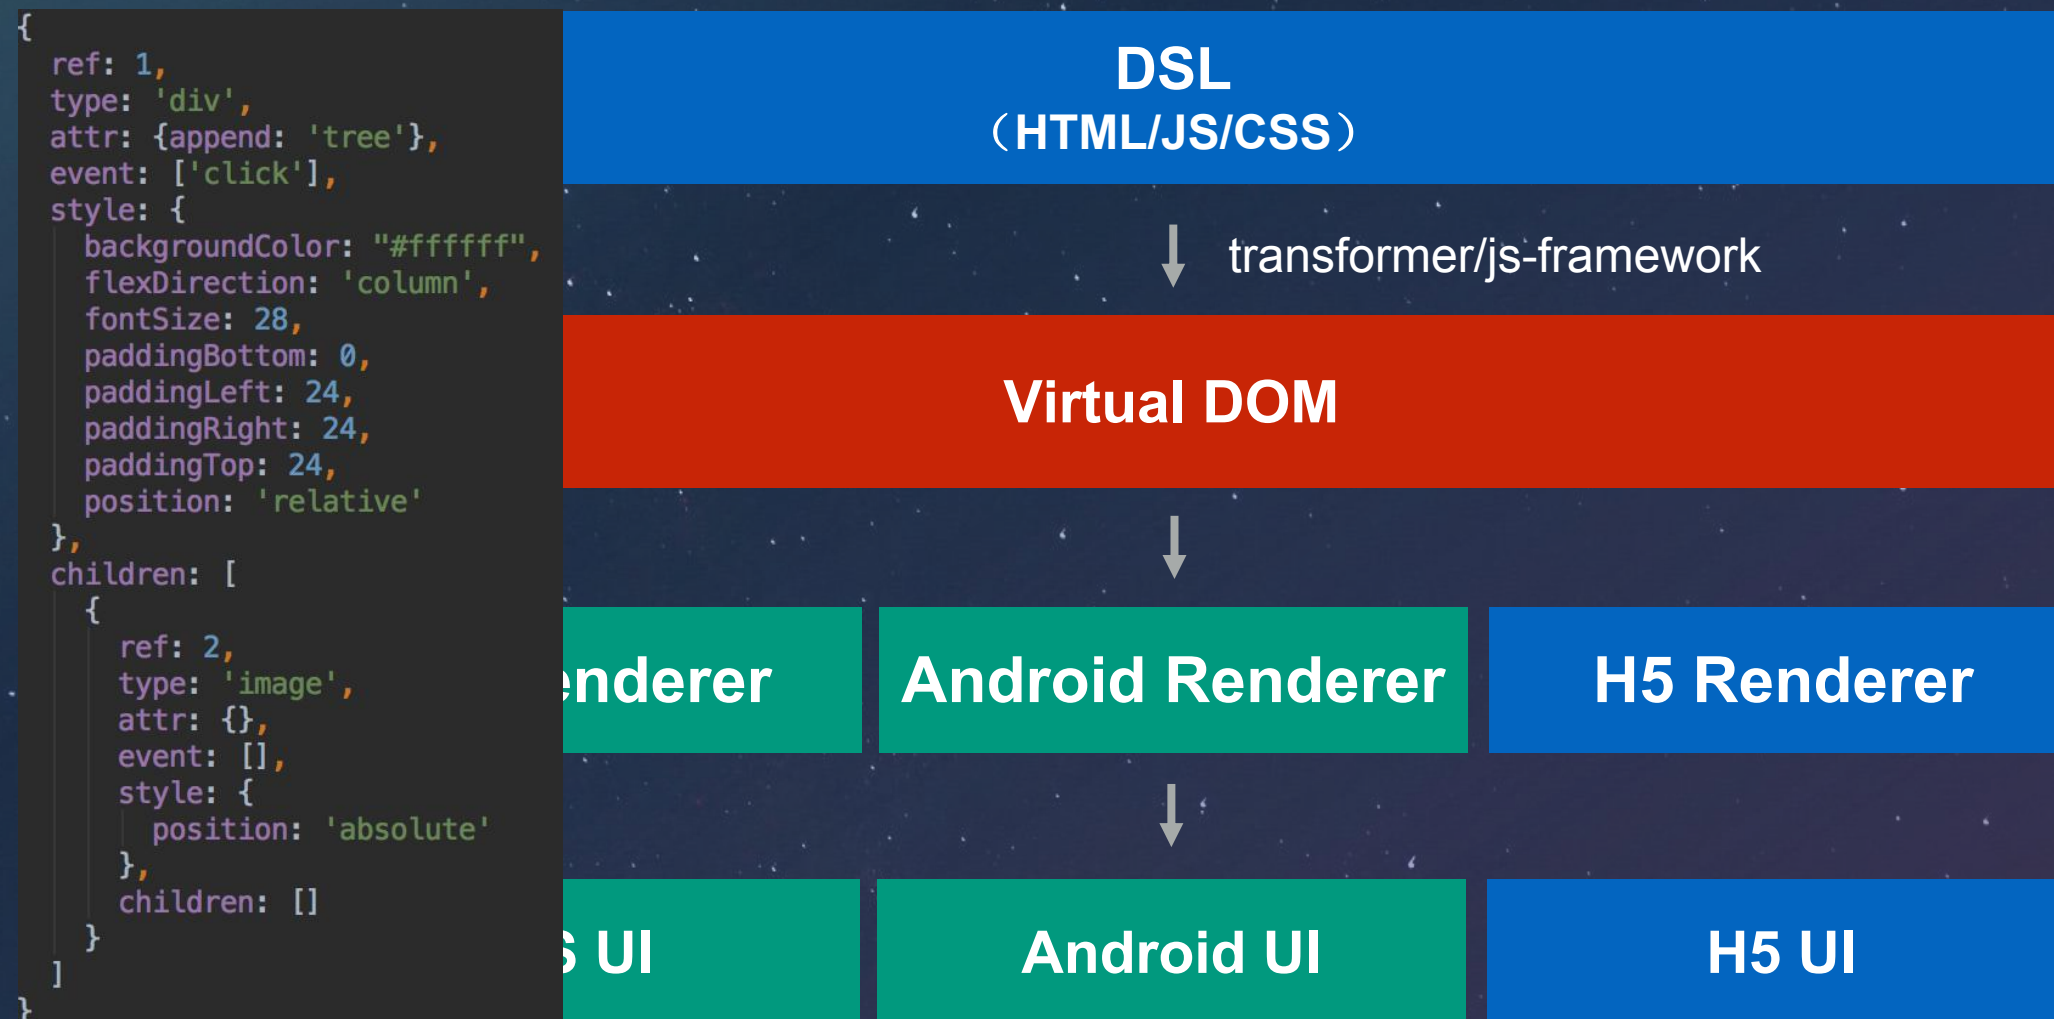 {
ref: 1,
type: 'div',
attr: {append: 'tree'},
event: ['click'],
style: {
backgroundColor: "#ffffff",
flexDirection: 'column',
fontSize: 28,
paddingBottom: 0,
paddingLeft: 24,
paddingRight: 24,
paddingTop: 24,
position: 'relative'
},
children: [
{
ref: 2,
type: 'image',
attr: {},
event: [],
style: {
position: 'absolute'
},
children: []
}
]
}
DSL
（HTML/JS/CSS）
transformer/js-framework
Virtual DOM
enderer
Android Renderer
H5 Renderer
S UI
Android UI
H5 UI